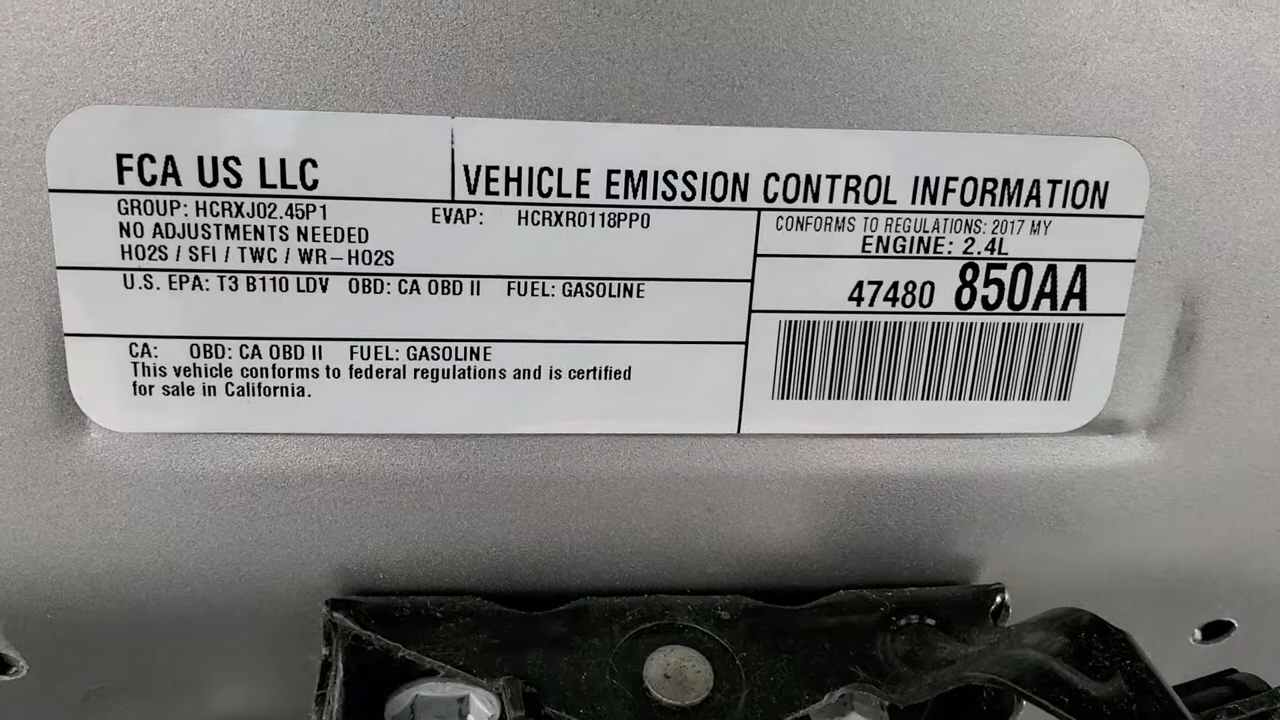 FCA US LLC
VEHICLE EMISSION CONTROL INFORMATION
GROUP: HCRXJ02.45P1 EVAP: HCRXR0118PP0
NO ADJUSTMENTS NEEDED
HO2S / SFI / TWC / WR-HO2S
CONFORMS TO REGULATIONS: 2017 MY
ENGINE: 2.4L
U.S. EPA: T3 B110 LDV OBD: CA OBD II FUEL: GASOLINE
47480 850AA
CA: OBD: CA OBD II FUEL: GASOLINE
This vehicle conforms to federal regulations and is certified
for sale in California.